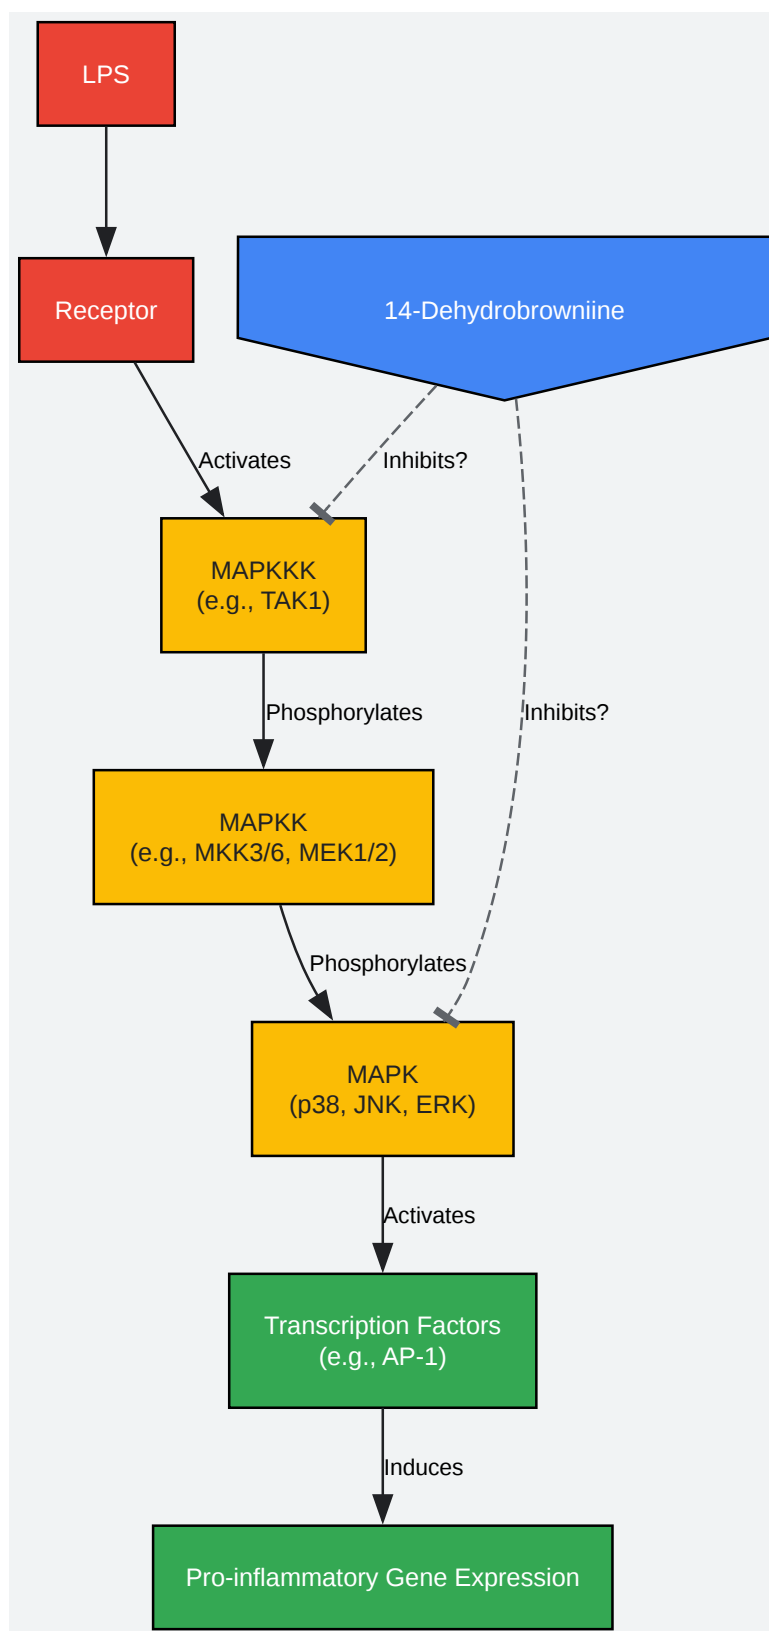 LPS
Receptor
14-Dehydrobrowniine
Activates
Inhibits?
MAPKKK
(e.g., TAK1)
Phosphorylates
Inhibits?
MAPKK
(e.g., MKK3/6, MEK1/2)
Phosphorylates
MAPK
(p38, JNK, ERK)
Activates
Transcription Factors
(e.g., AP-1)
Induces
Pro-inflammatory Gene Expression